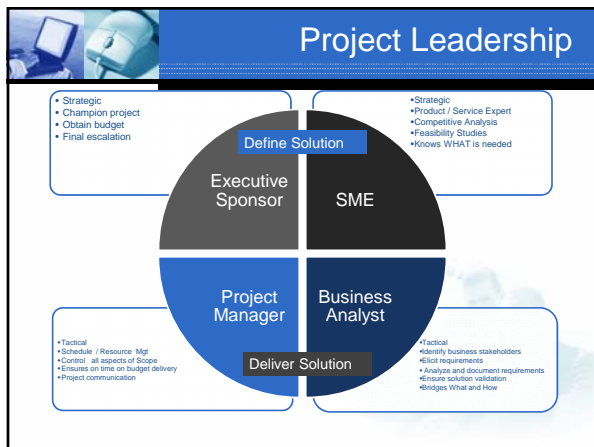 Project Leadership
• Strategic
• Champion project
• Obtain budget
• Final escalation
•Strategic
•Product / Service Expert
•Competitive Analysis
•Feasibility Studies
•Knows WHAT is needed
Define Solution
Executive
Sponsor
SME
Project
Manager
Business
Analyst
Deliver Solution
•Tactical
•Schedule / Resource Mgt
•Control all aspects of Scope
•Ensures on time on budget delivery
•Project communication
•Tactical
•Identify business stakeholders
•Elicit requirements
• Analyze and document requirements
•Ensure solution validation
•Bridges What and How